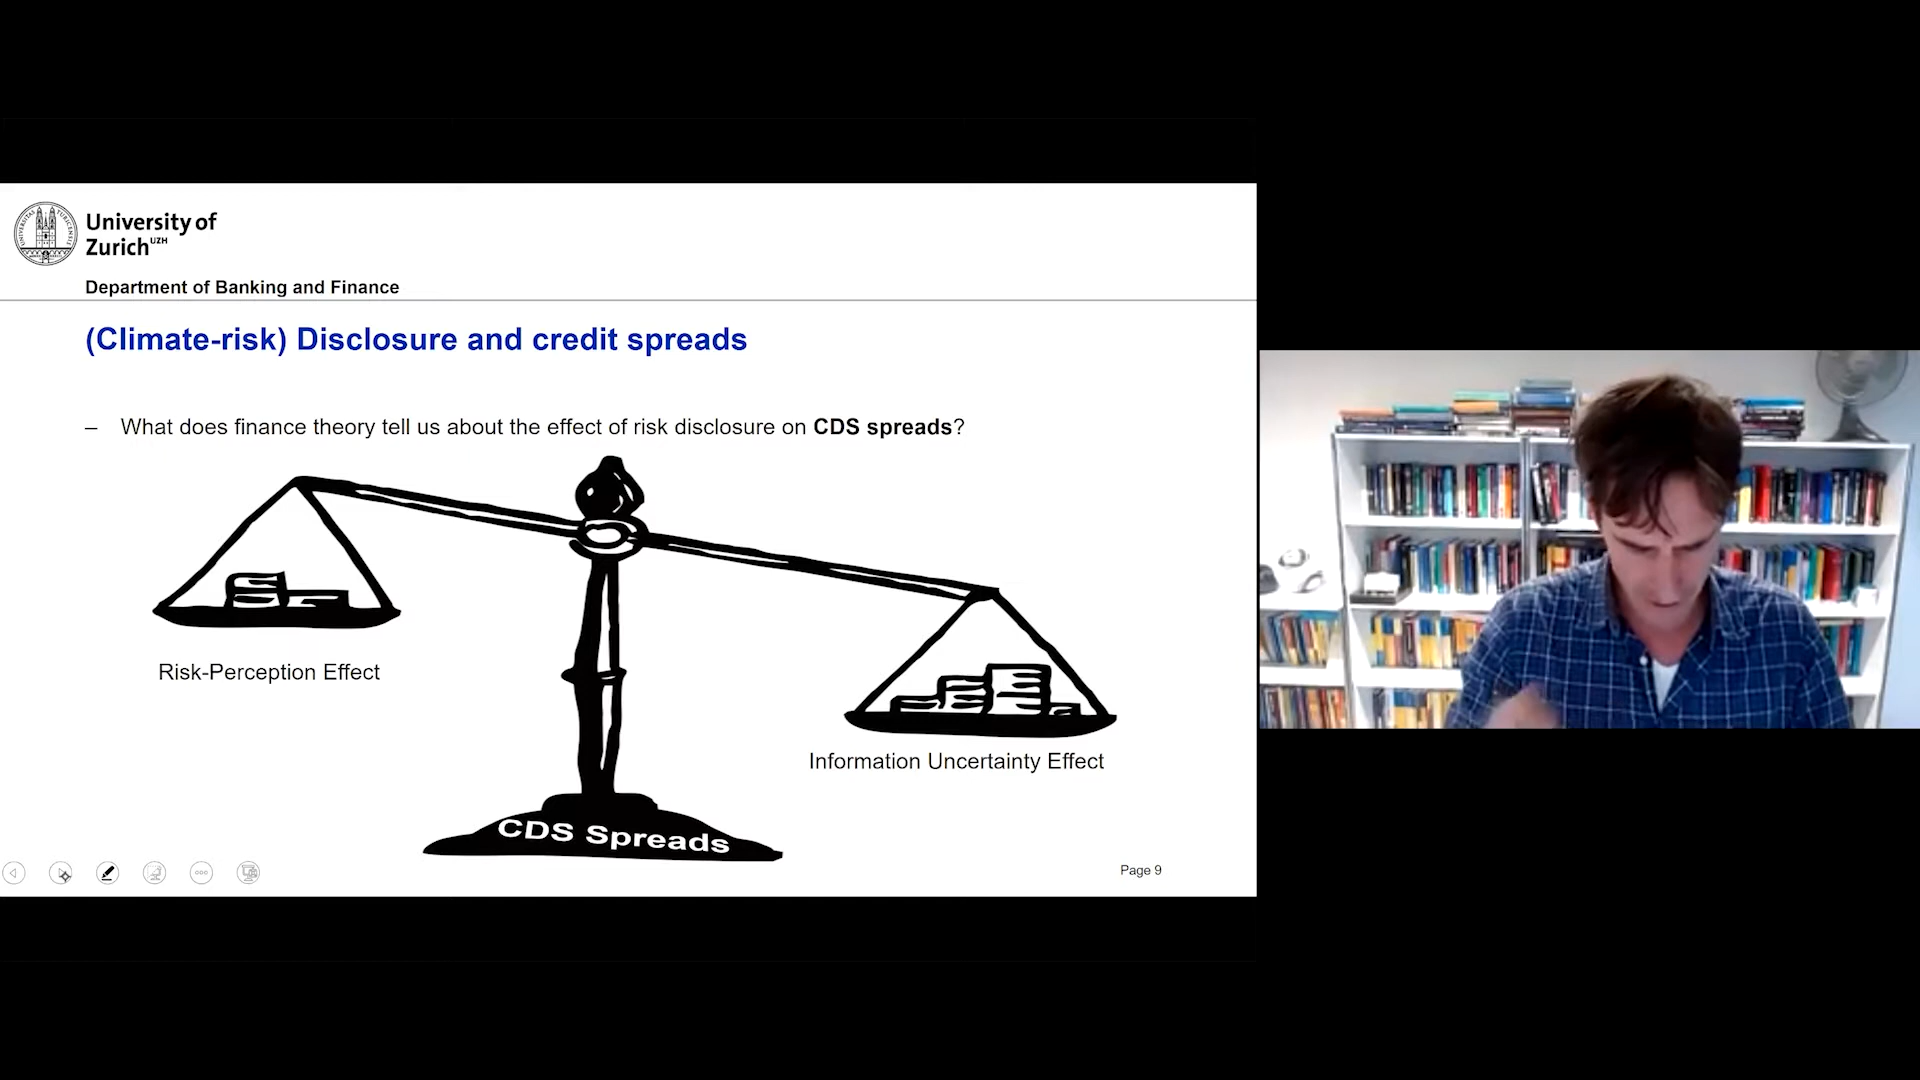 University of
Zurich UZH
Department of Banking and Finance
(Climate-risk) Disclosure and credit spreads
– What does finance theory tell us about the effect of risk disclosure on CDS spreads?
Risk-Perception Effect
Information Uncertainty Effect
CDS Spreads
Page 9